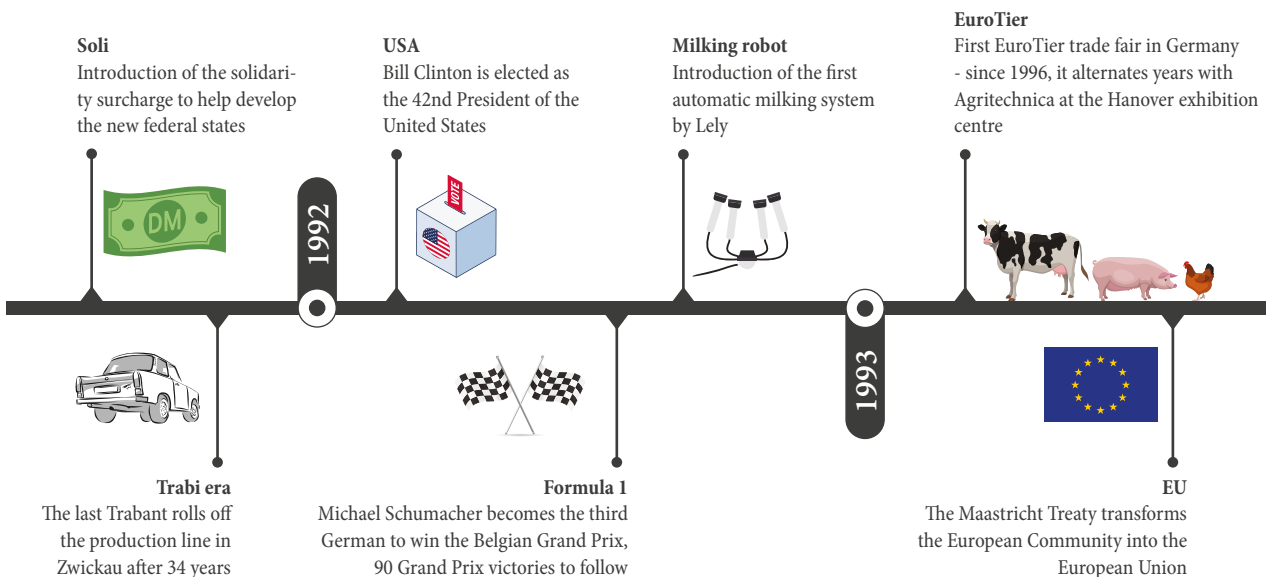 Soli
Introduction of the solidari-
ty surcharge to help develop
the new federal states
USA
Bill Clinton is elected as
the 42nd President of the
United States
Milking robot
Introduction of the first
automatic milking system
by Lely
EuroTier
First EuroTier trade fair in Germany
- since 1996, it alternates years with
Agritechnica at the Hanover exhibition
centre
DM
1992
VOTE
1993
Trabi era
The last Trabant rolls off
the production line in
Zwickau after 34 years
Formula 1
Michael Schumacher becomes the third
German to win the Belgian Grand Prix,
90 Grand Prix victories to follow
EU
The Maastricht Treaty transforms
the European Community into the
European Union